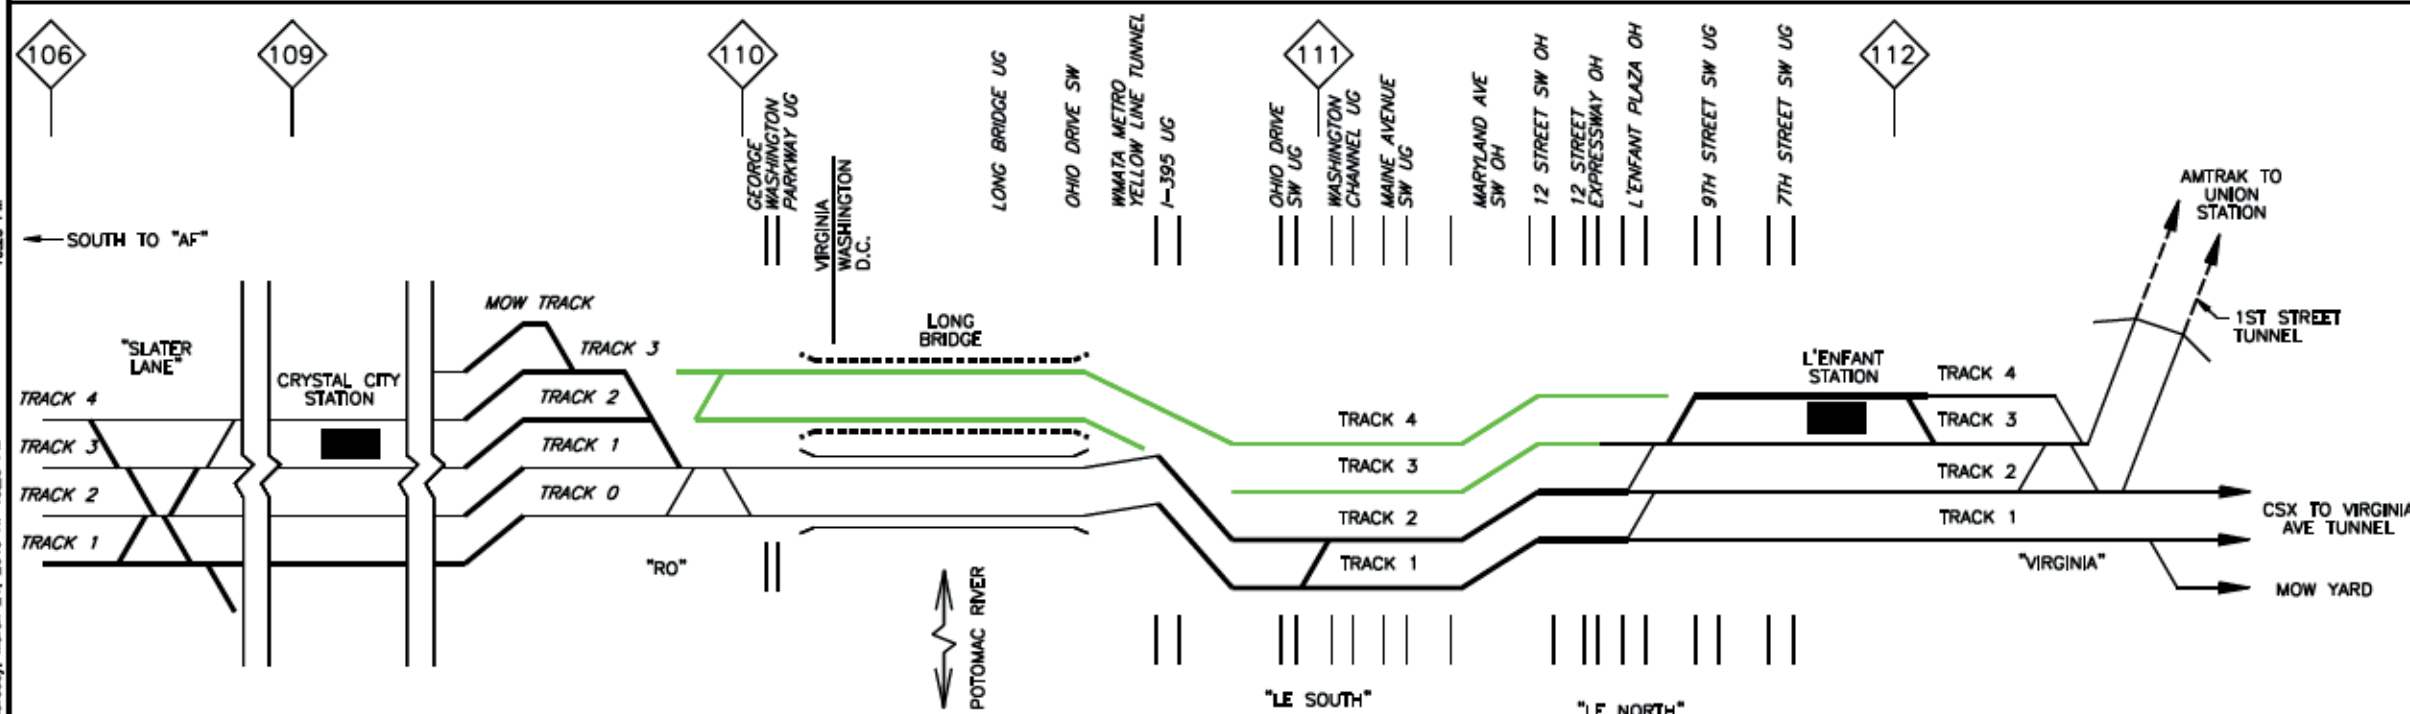 106
109
110
111
112
GEORGE
WASHINGTON
PARKWAY UG
VIRGINIA
WASHINGTON
D.C.
LONG BRIDGE UG
OHIO DRIVE SW
WMATA METRO
YELLOW LINE TUNNEL
I-395 UG
OHIO DRIVE
SW UG
WASHINGTON
CHANNEL UG
MAINE AVENUE
SW UG
MARYLAND AVE
SW OH
12 STREET SW OH
12 STREET
EXPRESSWAY OH
L'ENFANT PLAZA OH
9TH STREET SW UG
7TH STREET SW UG
AMTRAK TO
UNION
STATION
SOUTH TO "AF"
MOW TRACK
"SLATER
LANE"
CRYSTAL CITY
STATION
TRACK 3
LONG
BRIDGE
L'ENFANT
STATION
1ST STREET
TUNNEL
TRACK 4
TRACK 2
TRACK 4
TRACK 4
TRACK 3
TRACK 1
TRACK 3
TRACK 3
TRACK 2
TRACK 0
TRACK 2
TRACK 2
TRACK 1
TRACK 1
TRACK 1
CSX TO VIRGINIA
AVE TUNNEL
"RO"
"VIRGINIA"
MOW YARD
POTOMAC RIVER
"LE SOUTH"
"LE NORTH"